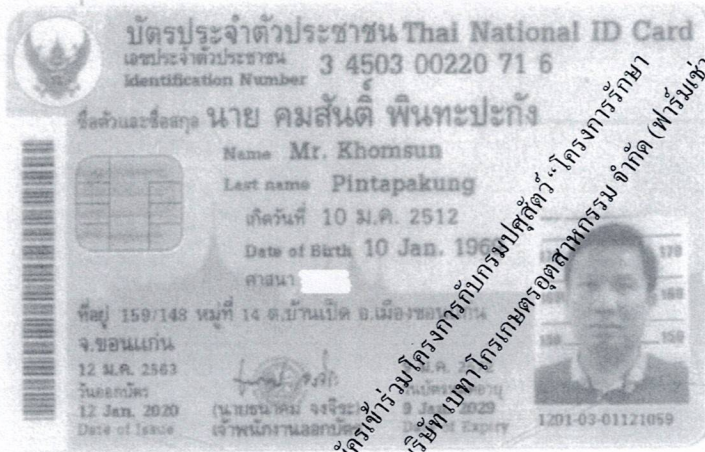 บัตรประจำตัวประชาชน Thai National ID Card
เลขประจำตัวประชาชน 3 4503 00220 71 6
Identification Number
ชื่อตัวและชื่อสกุล นาย คมสันติ์ พินทะปะกัง
Name Mr. Khomsun
Last name Pintapakung
เกิดวันที่ 10 ม.ค. 2512
Date of Birth 10 Jan.
ศาสนา
ที่อยู่ 159/148 หมู่ที่ 14 ต.บ้านเป็ด
จ.ขอนแก่น
12 ม.ค. 2563
วันออกบัตร
12 Jan. 2020
Date of Issue
เจ้าพนักงานออกบัตร
2029
Expiry
170
160
150
1201-03-01121059
เข้าร่วมโครงการกับกรมปศุสัตว์ “โครงการรักษา
เบทาโกรเกษตรอุตสาหกรรม จำกัด